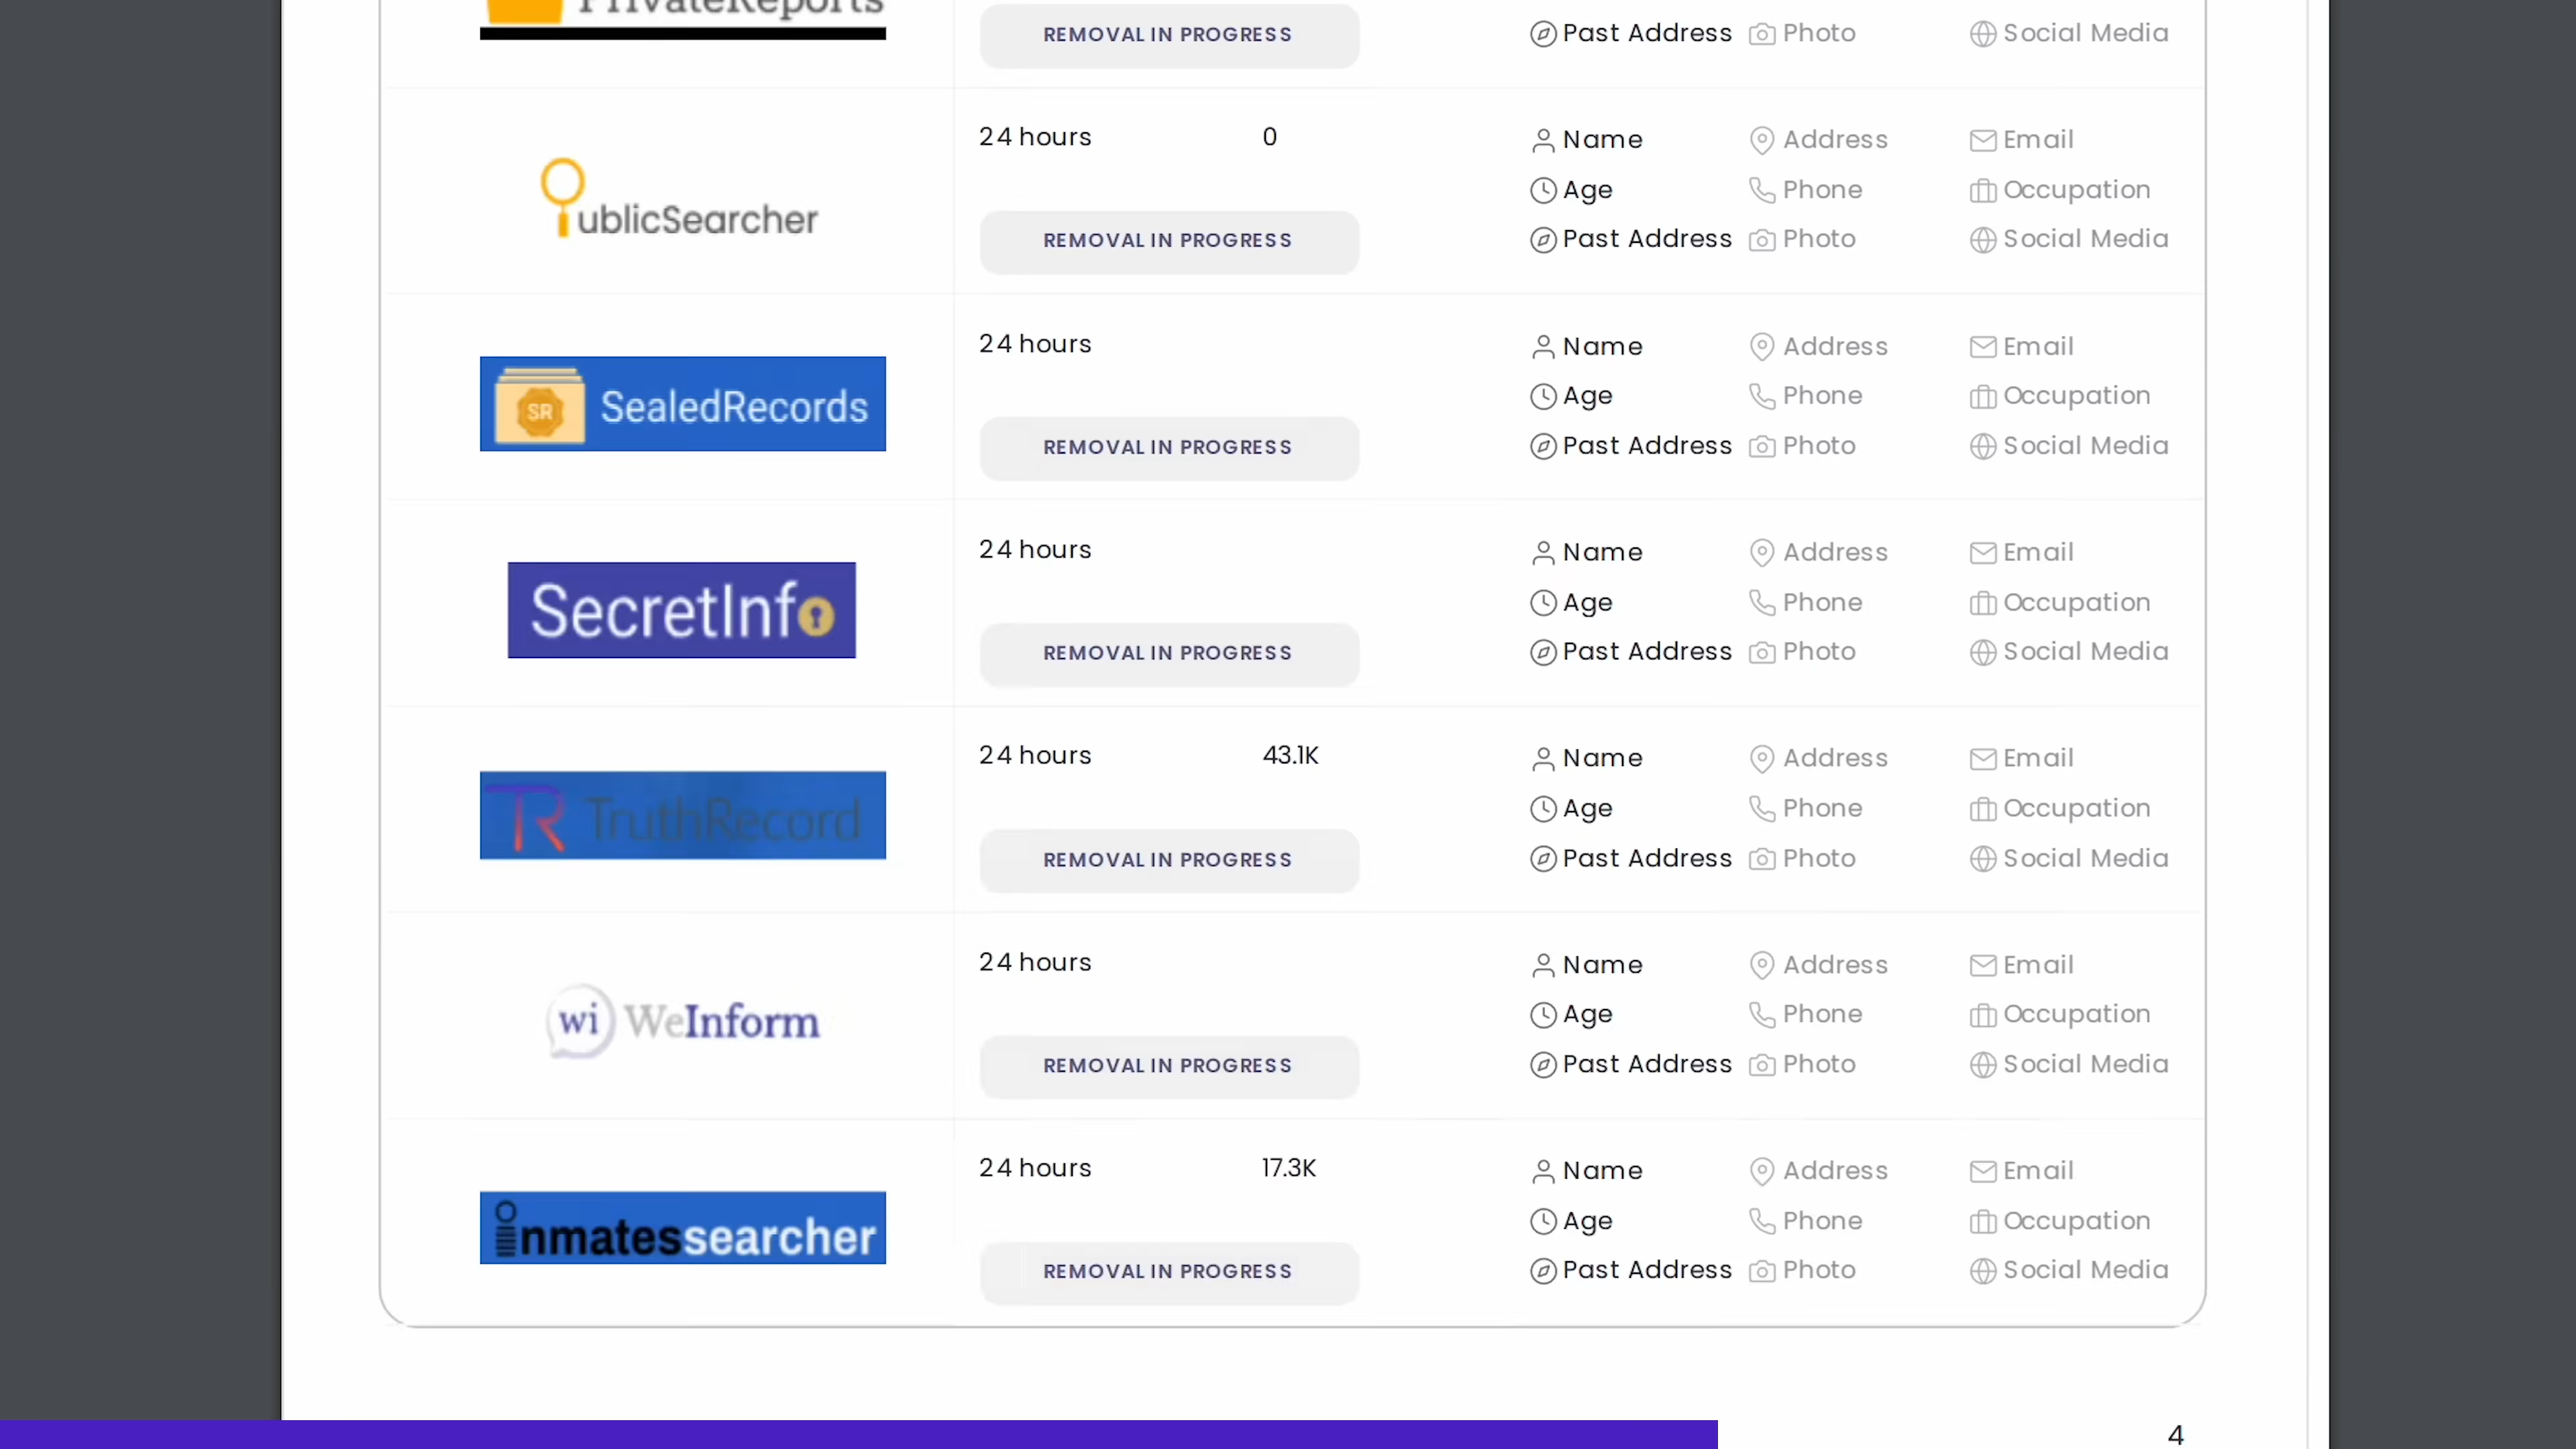 PrivateReports
REMOVAL IN PROGRESS
Past Address Photo Social Media
24 hours 0
Name Address Email
Age Phone Occupation
ublicSearcher
REMOVAL IN PROGRESS
Past Address Photo Social Media
24 hours
Name Address Email
Age Phone Occupation
SR SealedRecords
REMOVAL IN PROGRESS
Past Address Photo Social Media
24 hours
Name Address Email
Age Phone Occupation
SecretInfo
REMOVAL IN PROGRESS
Past Address Photo Social Media
24 hours 43.1K
Name Address Email
Age Phone Occupation
TR TruthRecord
REMOVAL IN PROGRESS
Past Address Photo Social Media
24 hours
Name Address Email
Age Phone Occupation
wi WeInform
REMOVAL IN PROGRESS
Past Address Photo Social Media
24 hours 17.3K
Name Address Email
Age Phone Occupation
inmatessearcher
REMOVAL IN PROGRESS
Past Address Photo Social Media
4